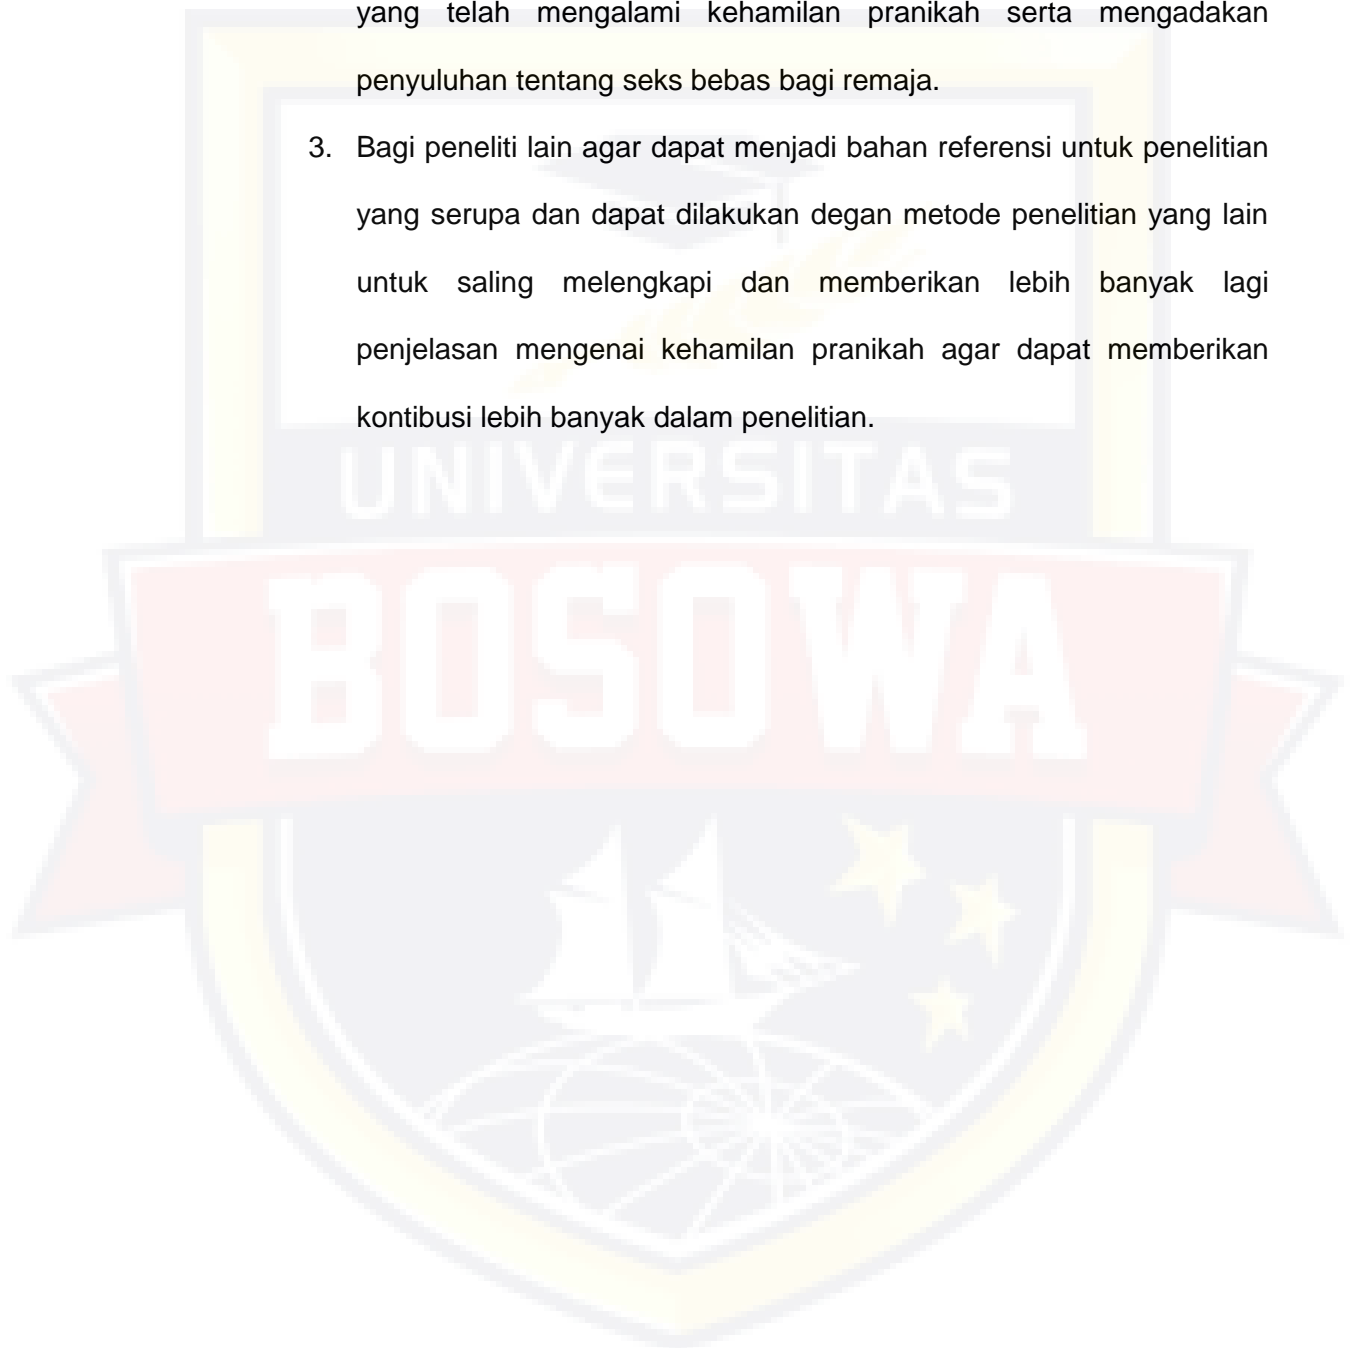 yang telah mengalami kehamilan pranikah serta mengadakan
penyuluhan tentang seks bebas bagi remaja.
3. Bagi peneliti lain agar dapat menjadi bahan referensi untuk penelitian
yang serupa dan dapat dilakukan degan metode penelitian yang lain
untuk saling melengkapi dan memberikan lebih banyak lagi
penjelasan mengenai kehamilan pranikah agar dapat memberikan
kontibusi lebih banyak dalam penelitian.
UNIVERSITAS
BOSOWA